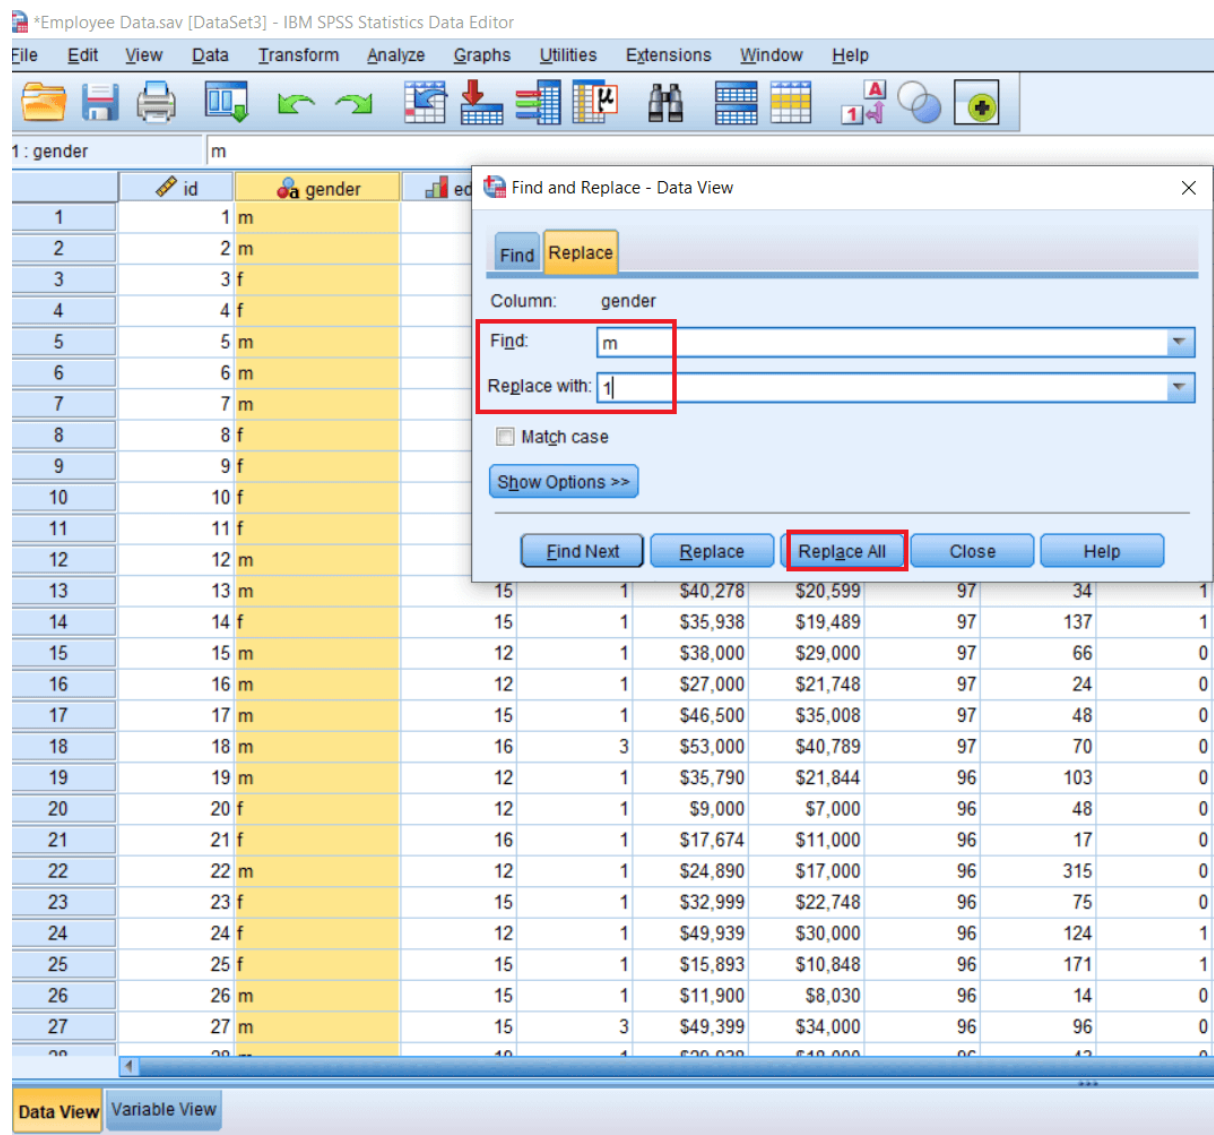 *Employee Data.sav [DataSet3] - IBM SPSS Statistics Data Editor
File Edit View Data Transform Analyze Graphs Utilities Extensions Window Help
1 : gender m
id gender ed
Find and Replace - Data View
Find Replace
Column: gender
Find: m
Replace with: 1
Match case
Show Options >>
Find Next Replace Replace All Close Help
1 1 m
2 2 m
3 3 f
4 4 f
5 5 m
6 6 m
7 7 m
8 8 f
9 9 f
10 10 f
11 11 f
12 12 m
13 13 m 15 1 $40,278 $20,599 97 34 1
14 14 f 15 1 $35,938 $19,489 97 137 1
15 15 m 12 1 $38,000 $29,000 97 66 0
16 16 m 12 1 $27,000 $21,748 97 24 0
17 17 m 15 1 $46,500 $35,008 97 48 0
18 18 m 16 3 $53,000 $40,789 97 70 0
19 19 m 12 1 $35,790 $21,844 96 103 0
20 20 f 12 1 $9,000 $7,000 96 48 0
21 21 f 16 1 $17,674 $11,000 96 17 0
22 22 m 12 1 $24,890 $17,000 96 315 0
23 23 f 15 1 $32,999 $22,748 96 75 0
24 24 f 12 1 $49,939 $30,000 96 124 1
25 25 f 15 1 $15,893 $10,848 96 171 1
26 26 m 15 1 $11,900 $8,030 96 14 0
27 27 m 15 3 $49,399 $34,000 96 96 0
Data View Variable View